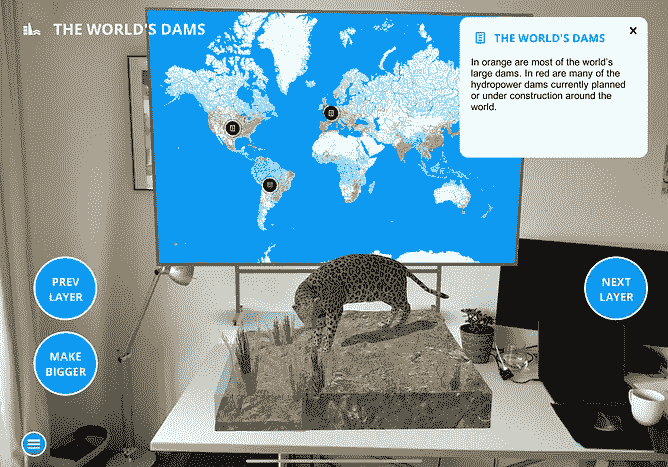 THE WORLD'S DAMS
THE WORLD'S DAMS
In orange are most of the world's
large dams. In red are many of the
hydropower dams currently planned
or under construction around the
world.
PREV
LAYER
NEXT
LAYER
MAKE
BIGGER